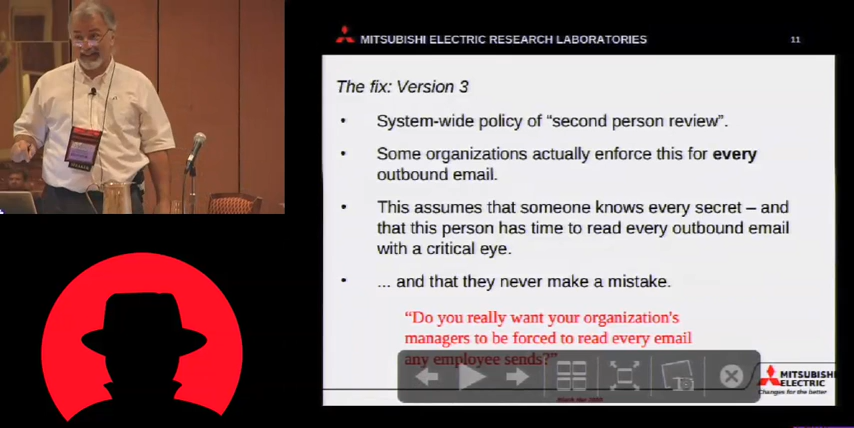 MITSUBISHI ELECTRIC RESEARCH LABORATORIES
11
The fix: Version 3
• System-wide policy of “second person review”.
• Some organizations actually enforce this for every
outbound email.
• This assumes that someone knows every secret – and
that this person has time to read every outbound email
with a critical eye.
• ... and that they never make a mistake.
“Do you really want your organization's
managers to be forced to read every email
any employee sends?”
MITSUBISHI
ELECTRIC
Changes for the better